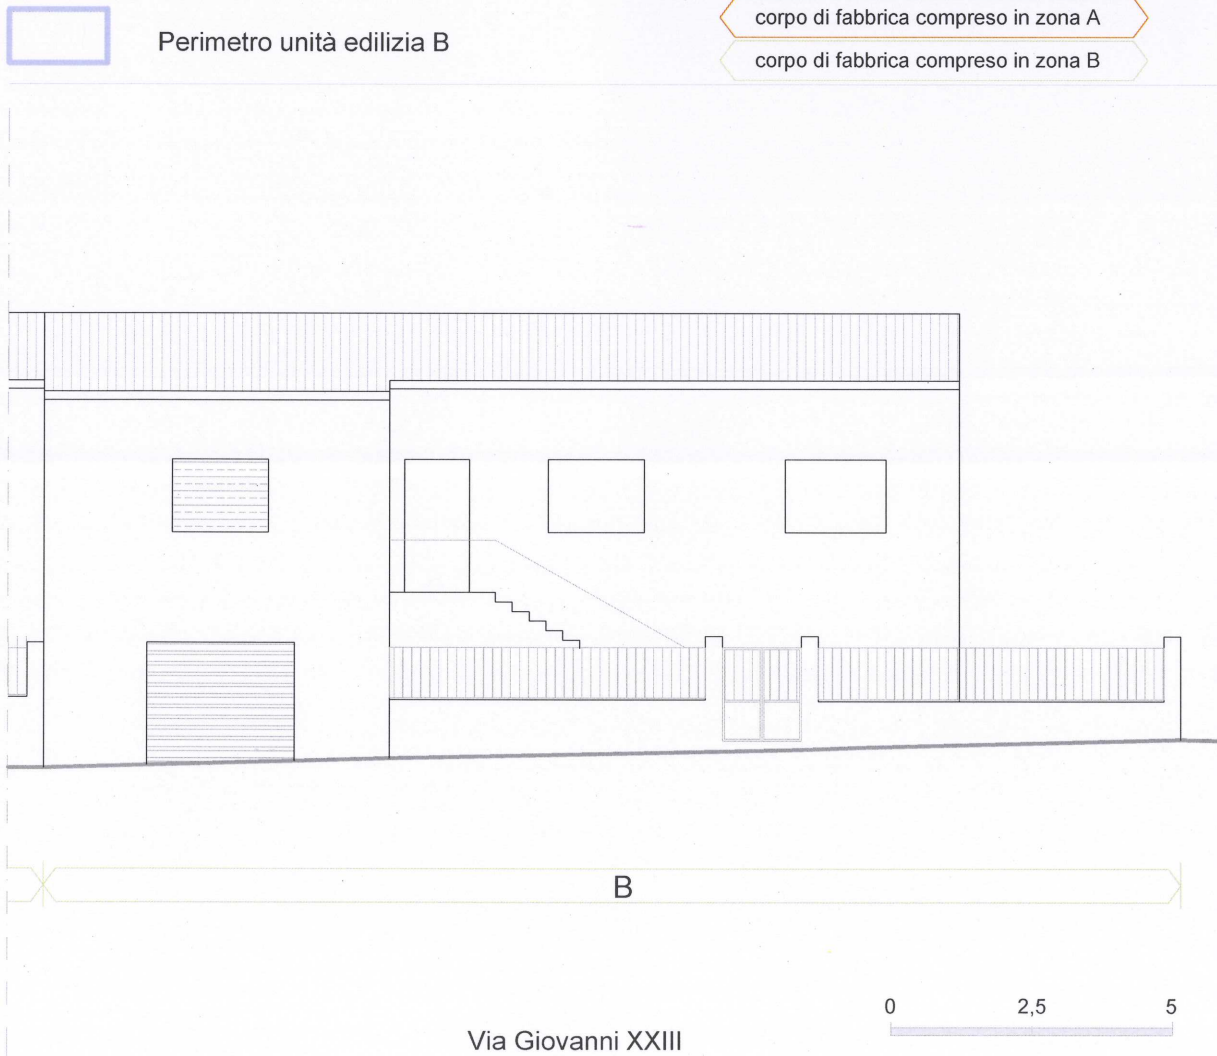 corpo di fabbrica compreso in zona A
Perimetro unità edilizia B
corpo di fabbrica compreso in zona B
B
0 2,5 5
Via Giovanni XXIII